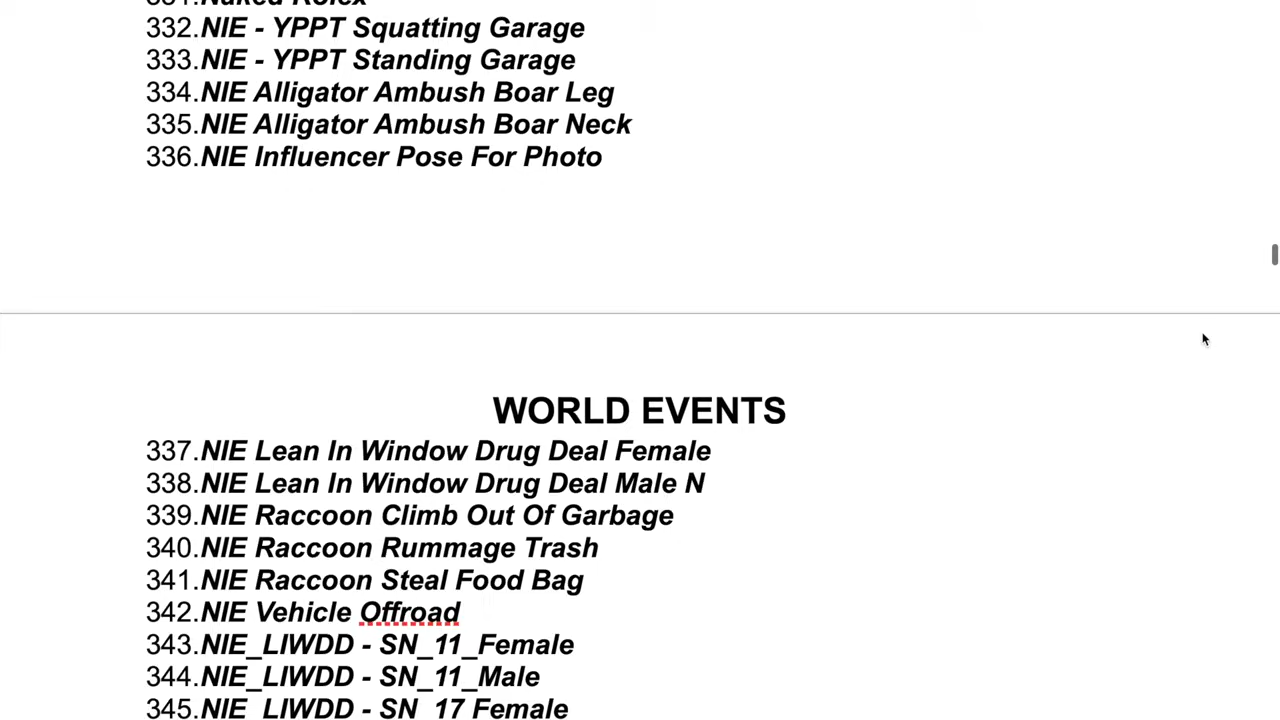 331.Naked Rolex
332.NIE - YPPT Squatting Garage
333.NIE - YPPT Standing Garage
334.NIE Alligator Ambush Boar Leg
335.NIE Alligator Ambush Boar Neck
336.NIE Influencer Pose For Photo
WORLD EVENTS
337.NIE Lean In Window Drug Deal Female
338.NIE Lean In Window Drug Deal Male N
339.NIE Raccoon Climb Out Of Garbage
340.NIE Raccoon Rummage Trash
341.NIE Raccoon Steal Food Bag
342.NIE Vehicle Offroad
343.NIE_LIWDD - SN_11_Female
344.NIE_LIWDD - SN_11_Male
345.NIE_LIWDD - SN_17 Female